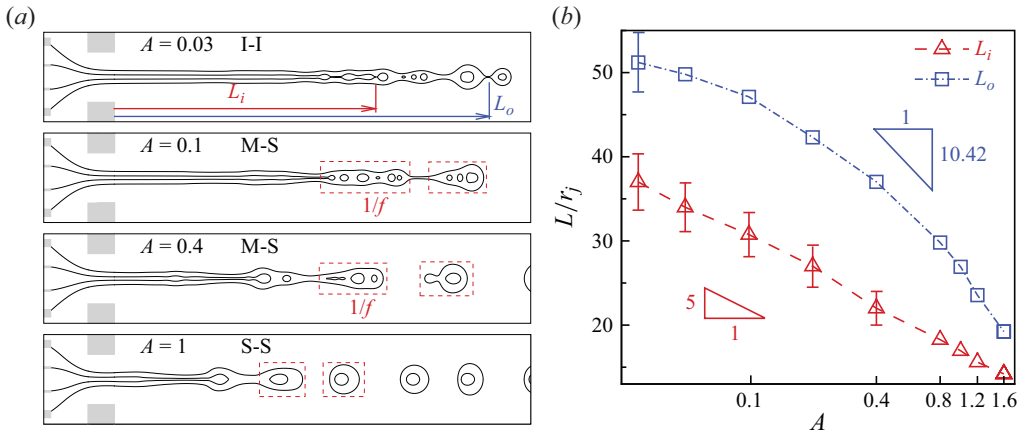 (a)
A = 0.03 I-I
L_i
L_o
A = 0.1 M-S
1/f
A = 0.4 M-S
1/f
A = 1 S-S
(b)
L/r_j
50
40
30
20
L_i
L_o
1
10.42
5
1
0.1 0.4 0.8 1.2 1.6
A